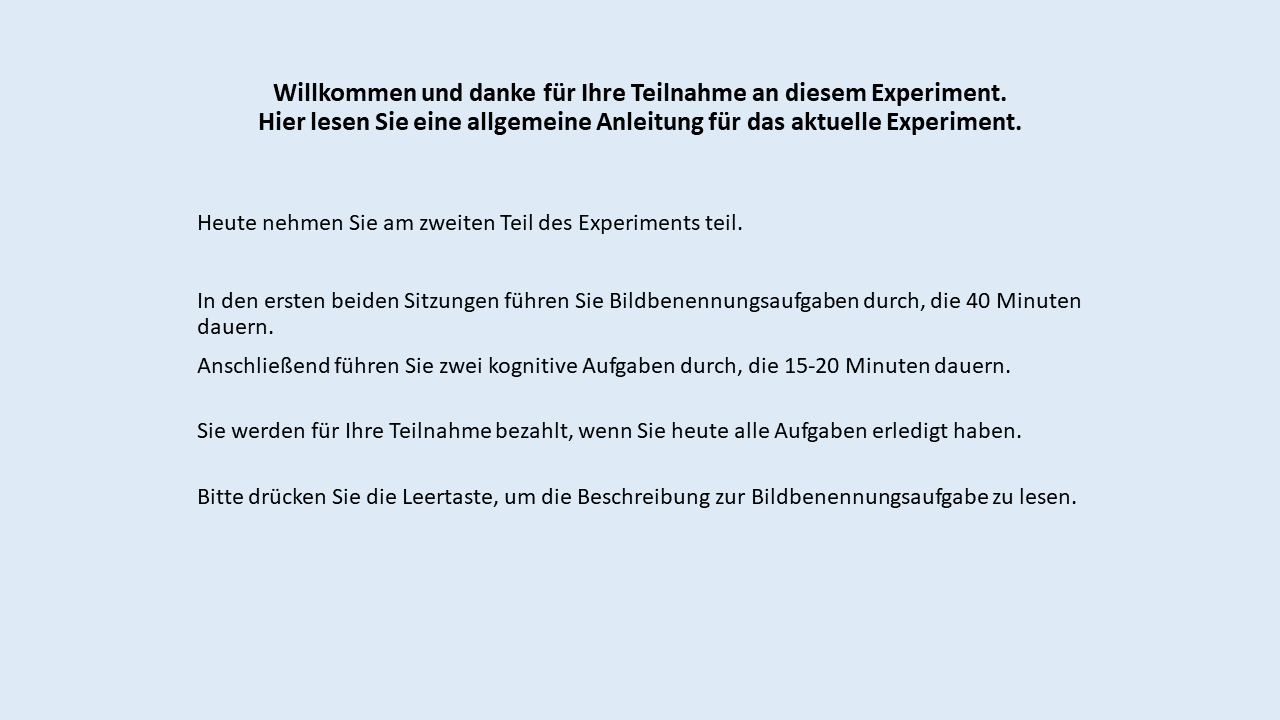 Willkommen und danke für Ihre Teilnahme an diesem Experiment.
Hier lesen Sie eine allgemeine Anleitung für das aktuelle Experiment.
Heute nehmen Sie am zweiten Teil des Experiments teil.
In den ersten beiden Sitzungen führen Sie Bildbenennungsaufgaben durch, die 40 Minuten
dauern.
Anschließend führen Sie zwei kognitive Aufgaben durch, die 15-20 Minuten dauern.
Sie werden für Ihre Teilnahme bezahlt, wenn Sie heute alle Aufgaben erledigt haben.
Bitte drücken Sie die Leertaste, um die Beschreibung zur Bildbenennungsaufgabe zu lesen.